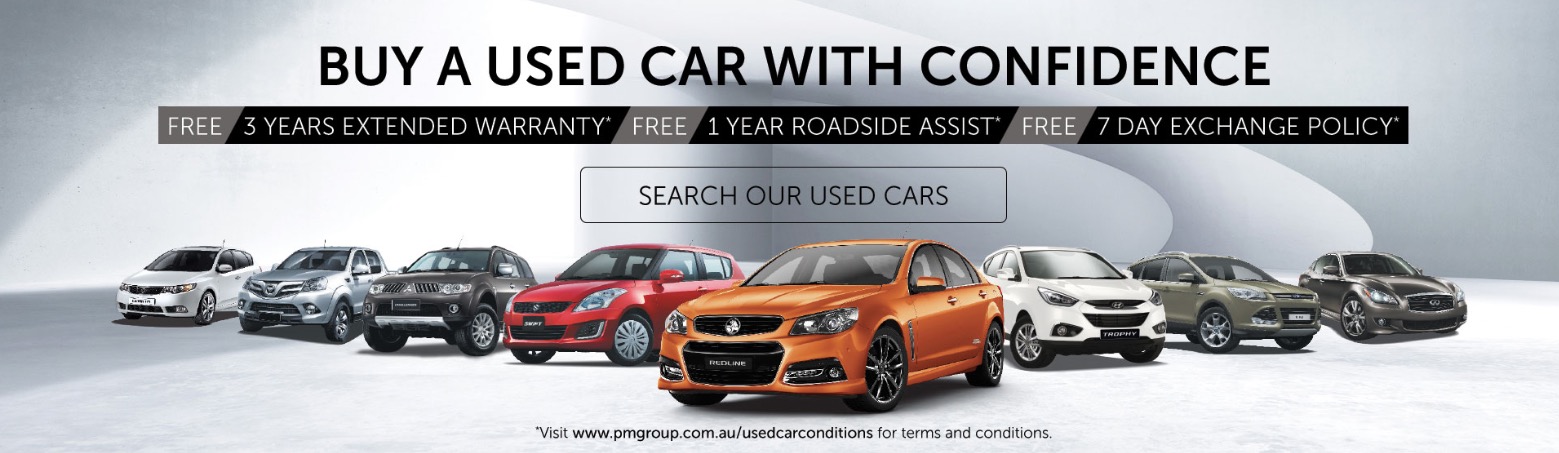 BUY A USED CAR WITH CONFIDENCE
FREE 3 YEARS EXTENDED WARRANTY* FREE 1 YEAR ROADSIDE ASSIST* FREE 7 DAY EXCHANGE POLICY*
SEARCH OUR USED CARS
SWIFT
REDLINE
TROPHY
*Visit www.pmgroup.com.au/usedcarconditions for terms and conditions.